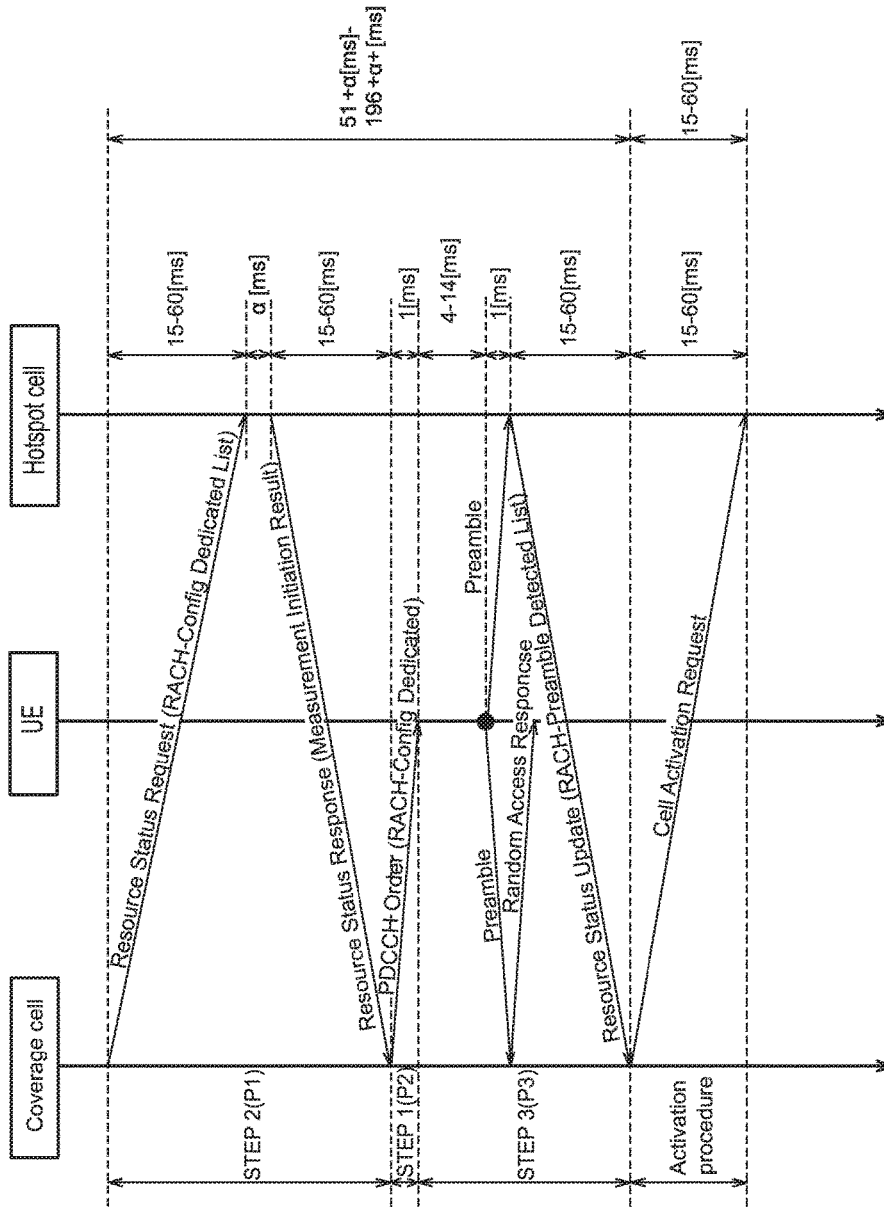 Coverage cell
UE
Hotspot cell
STEP 2(P1)
STEP 1(P2)
STEP 3(P3)
Activation
procedure
Resource Status Request (RACH-Config Dedicated List)
Resource Status Response (Measurement Initiation Result)
PDCCH Order (RACH-Config Dedicated)
Preamble
Preamble
Random Access Responcse
Resource Status Update (RACH-Preamble Detected List)
Cell Activation Request
15-60[ms]
α [ms]
15-60[ms]
1[ms]
4-14[ms]
1[ms]
15-60[ms]
15-60[ms]
51+α[ms]-
196+α+[ms]
15-60[ms]